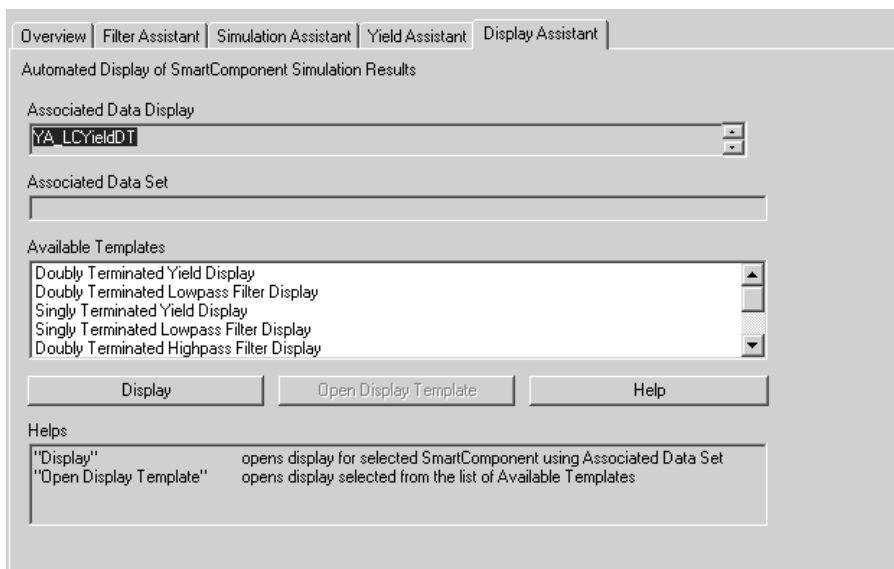 Overview Filter Assistant Simulation Assistant Yield Assistant Display Assistant
Automated Display of SmartComponent Simulation Results
Associated Data Display
YA_LCYieldDT
Associated Data Set
Available Templates
Doubly Terminated Yield Display
Doubly Terminated Lowpass Filter Display
Singly Terminated Yield Display
Singly Terminated Lowpass Filter Display
Doubly Terminated Highpass Filter Display
Display Open Display Template Help
Helps
"Display" opens display for selected SmartComponent using Associated Data Set
"Open Display Template" opens display selected from the list of Available Templates